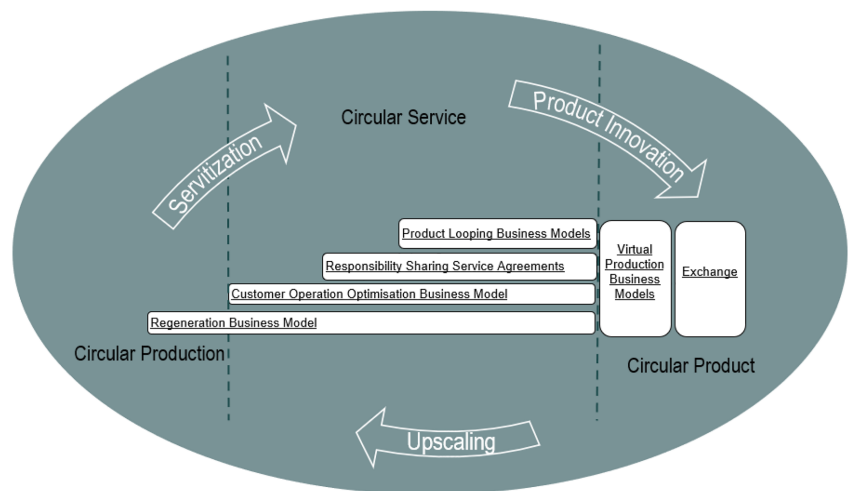 Circular Service
Servitization
Product Innovation
Product Looping Business Models
Responsibility Sharing Service Agreements
Customer Operation Optimisation Business Model
Regeneration Business Model
Virtual
Production
Business
Models
Exchange
Circular Production
Circular Product
Upscaling